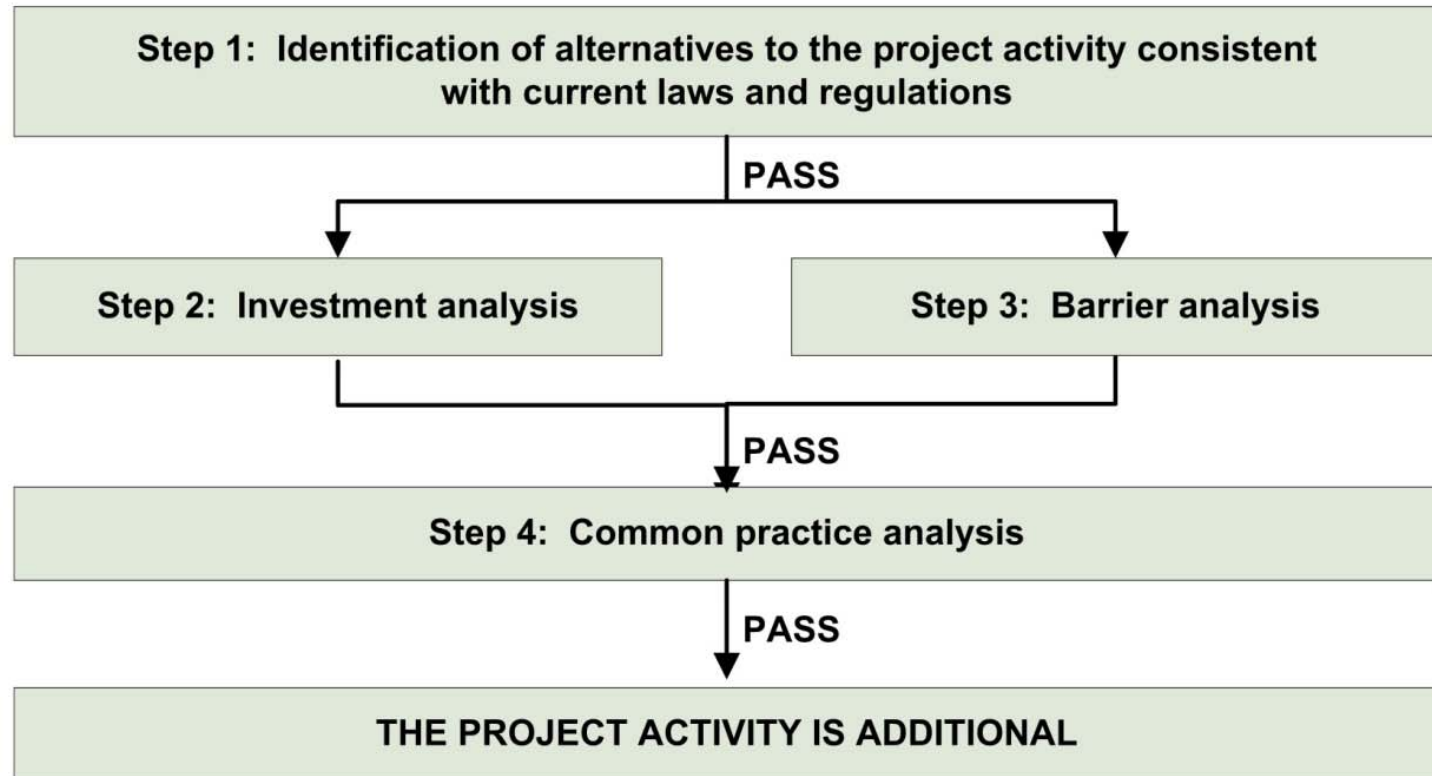 Step 1: Identification of alternatives to the project activity consistent
with current laws and regulations
PASS
Step 2: Investment analysis
Step 3: Barrier analysis
PASS
Step 4: Common practice analysis
PASS
THE PROJECT ACTIVITY IS ADDITIONAL